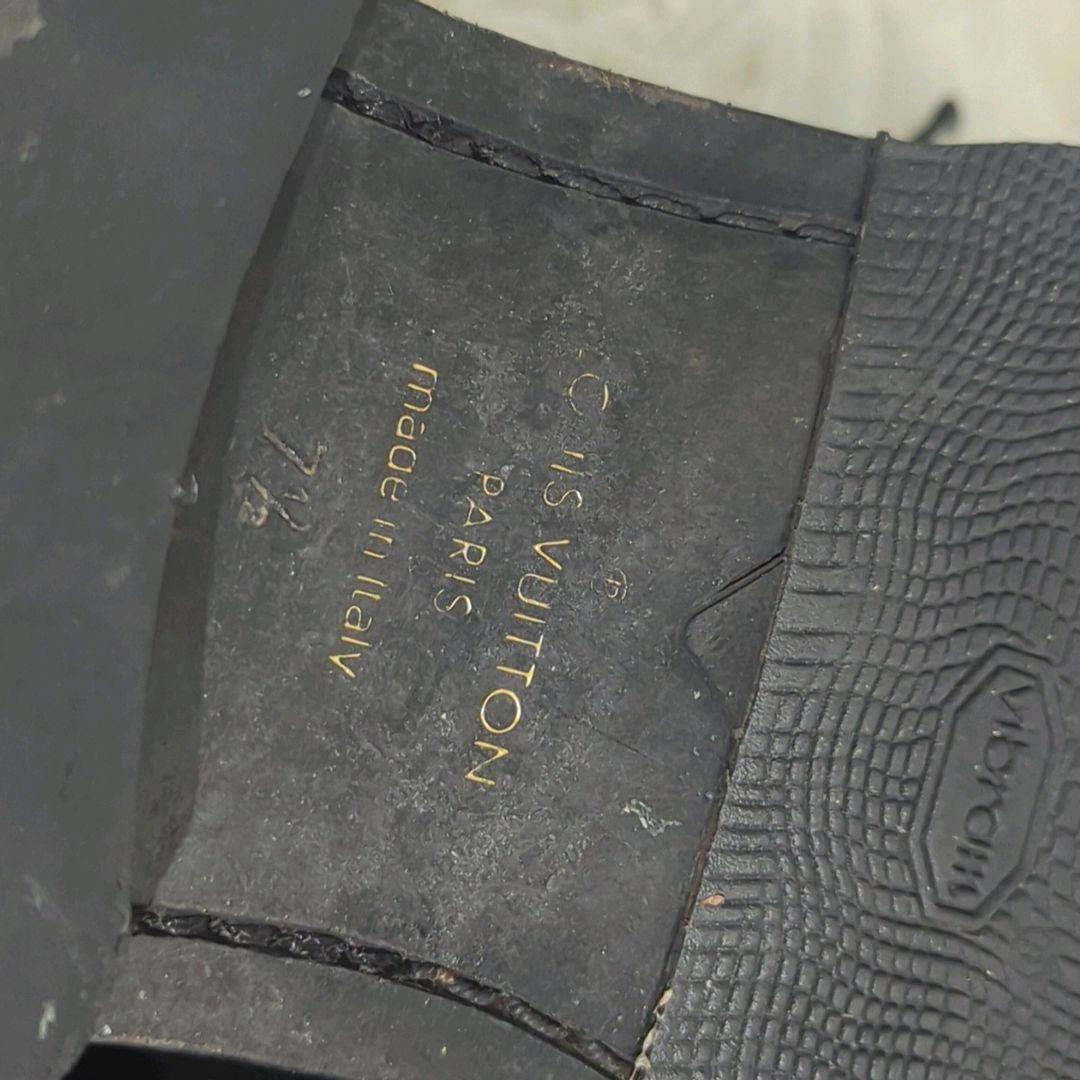 VUITTON
®
PARIS
made in Italy
7½
vibram